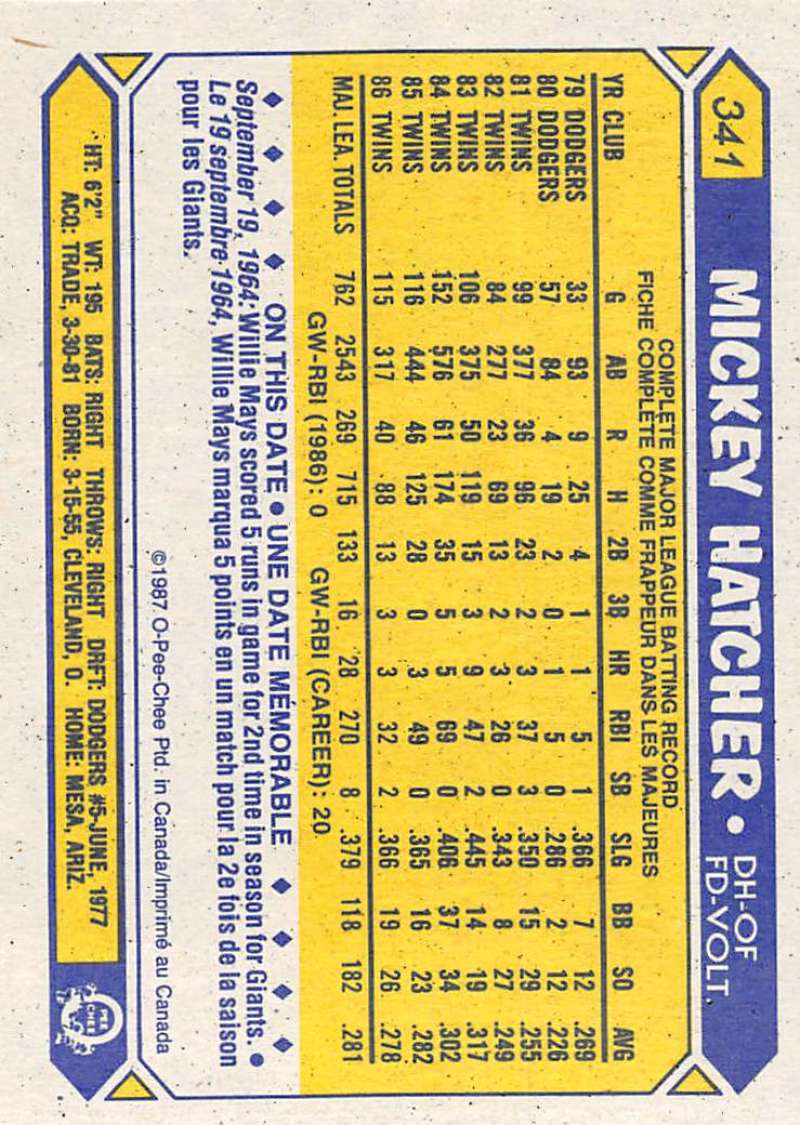 341 MICKEY HATCHER • DH-OF
FD-VOLT
COMPLETE MAJOR LEAGUE BATTING RECORD
FICHE COMPLÈTE COMME FRAPPEUR DANS LES MAJEURES
YR CLUB G AB R H 2B 3B HR RBI SB SLG BB SO AVG
79 DODGERS 33 93 9 25 4 1 1 5 1 .366 7 12 .269
80 DODGERS 57 84 4 19 2 0 1 5 0 .286 2 12 .226
81 TWINS 99 377 36 96 23 2 3 37 3 .350 15 29 .255
82 TWINS 84 277 23 69 13 2 3 26 0 .343 8 27 .249
83 TWINS 106 375 50 119 15 3 9 47 2 .445 14 19 .317
84 TWINS 152 576 61 174 35 5 5 69 0 .406 37 34 .302
85 TWINS 116 444 46 125 28 0 3 49 0 .365 16 23 .282
86 TWINS 115 317 40 88 13 3 3 32 2 .366 19 26 .278
MAJ. LEA. TOTALS 762 2543 269 715 133 16 28 270 8 .379 118 182 .281
GW-RBI (1986): 0 GW-RBI (CAREER): 20
ON THIS DATE • UNE DATE MÉMORABLE
September 19, 1964: Willie Mays scored 5 runs in game for 2nd time in season for Giants. •
Le 19 septembre 1964, Willie Mays marqua 5 points en un match pour la 2e fois de la saison
pour les Giants.
©1987 O-Pee-Chee Ptd. in Canada/Imprimé au Canada
HT: 6'2" WT: 195 BATS: RIGHT THROWS: RIGHT DRFT: DODGERS #5-JUNE, 1977
ACQ: TRADE, 3-30-81 BORN: 3-15-55, CLEVELAND, O. HOME: MESA, ARIZ.
PEE
CHEE